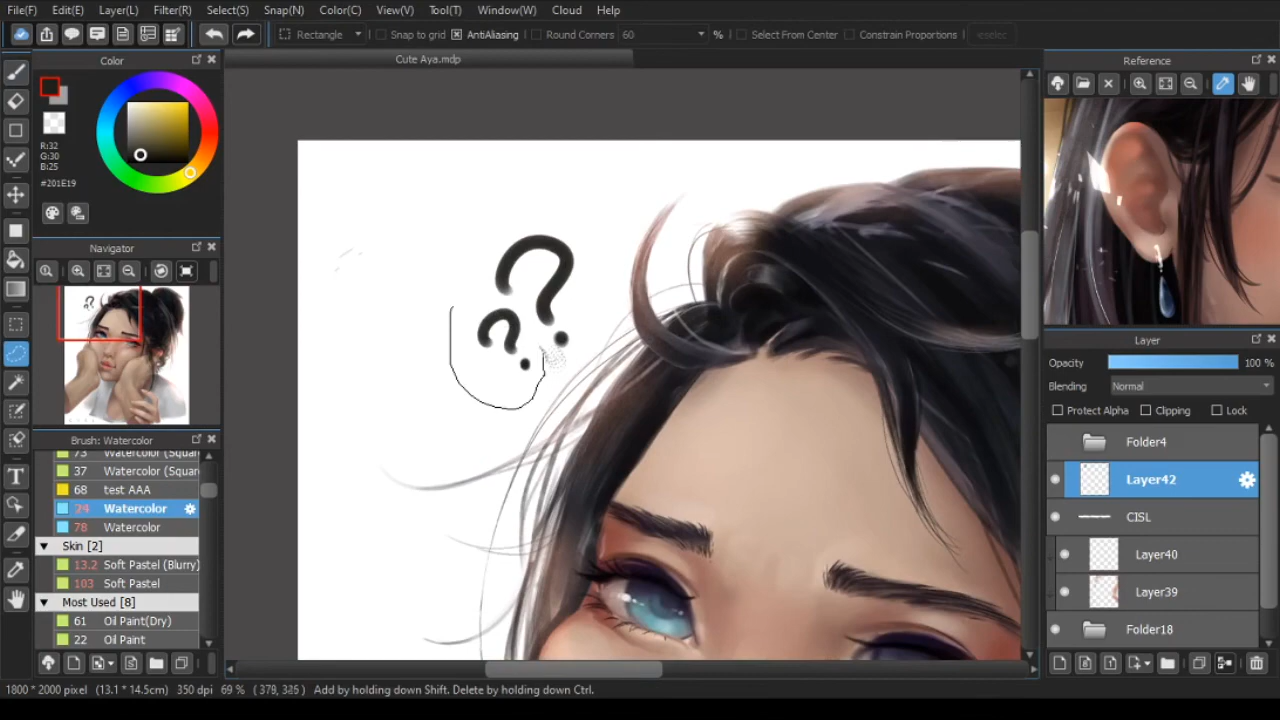 File(F) Edit(E) Layer(L) Filter(R) Select(S) Snap(N) Color(C) View(V) Tool(T) Window(W) Cloud Help
Rectangle Snap to grid AntiAliasing Round Corners 60 % Select From Center Constrain Proportions
Color
Cute Aya.mdp
Reference
R:32
G:30
B:25
#201E19
Navigator
? ?
Layer
Opacity 100 %
Blending Normal
Protect Alpha Clipping Lock
Folder4
Layer42
CISL
Layer40
Layer39
Folder18
Brush: Watercolor
73 Watercolor (Squar
37 Watercolor (Squar
68 test AAA
24 Watercolor
78 Watercolor
Skin [2]
13.2 Soft Pastel (Blurry)
103 Soft Pastel
Most Used [8]
61 Oil Paint(Dry)
22 Oil Paint
1800 * 2000 pixel (13.1 * 14.5cm) 350 dpi 69 % Add by holding down Shift. Delete by holding down Ctrl.